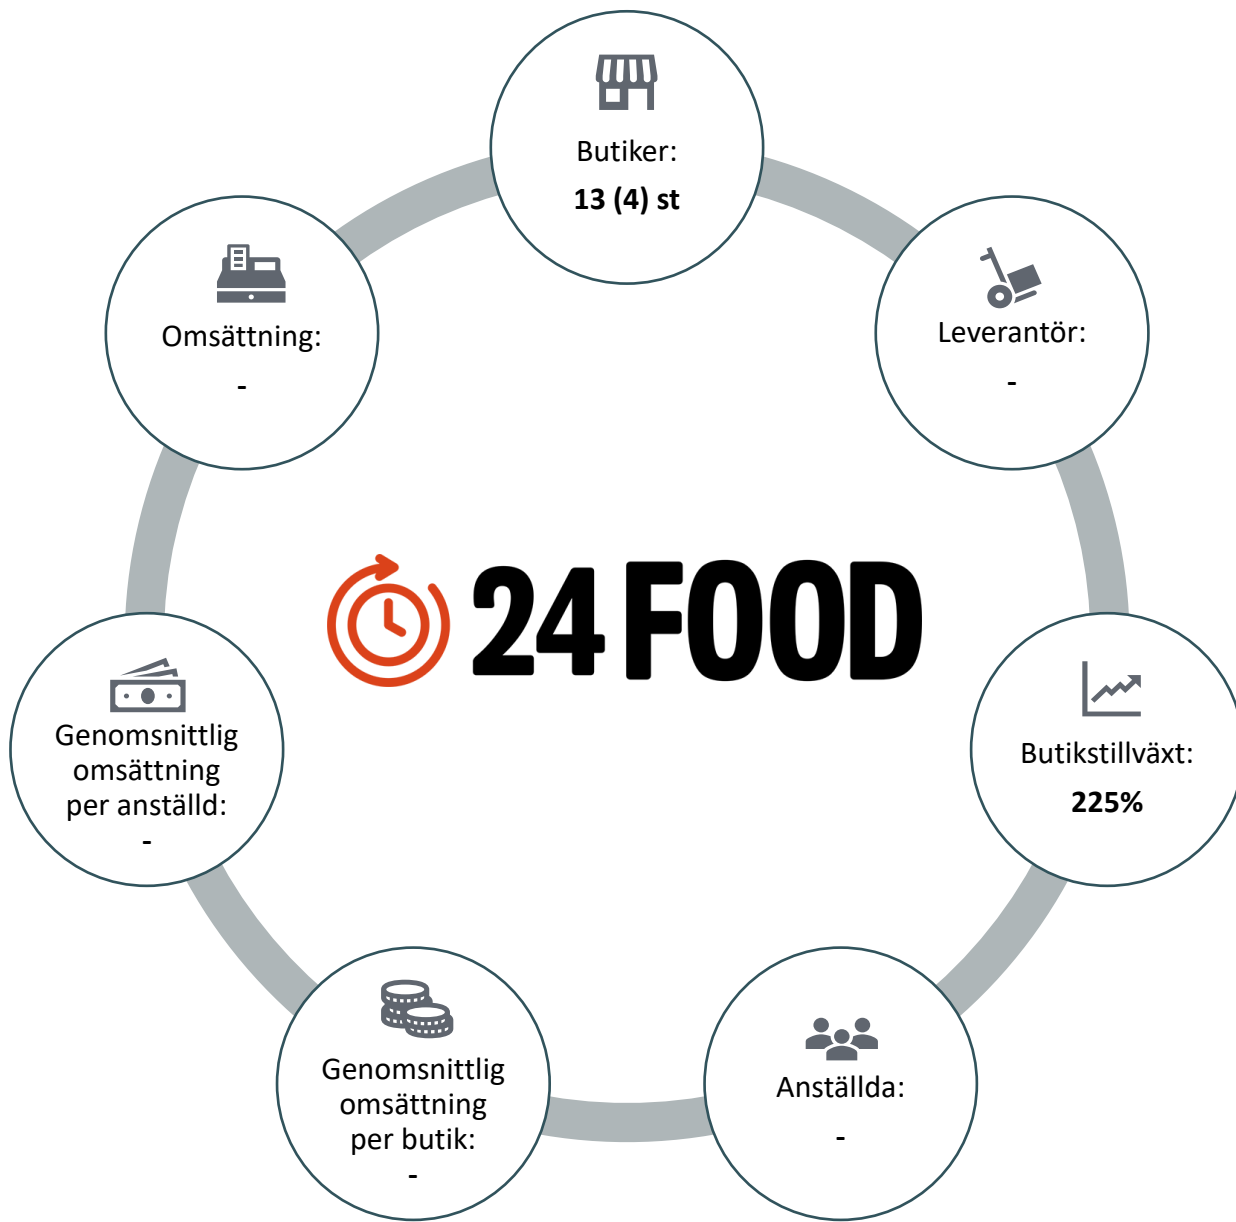 Butiker:
13 (4) st
Omsättning:
-
Leverantör:
-
24 FOOD
Genomsnittlig
omsättning
per anställd:
-
Butikstillväxt:
225%
Genomsnittlig
omsättning
per butik:
-
Anställda:
-